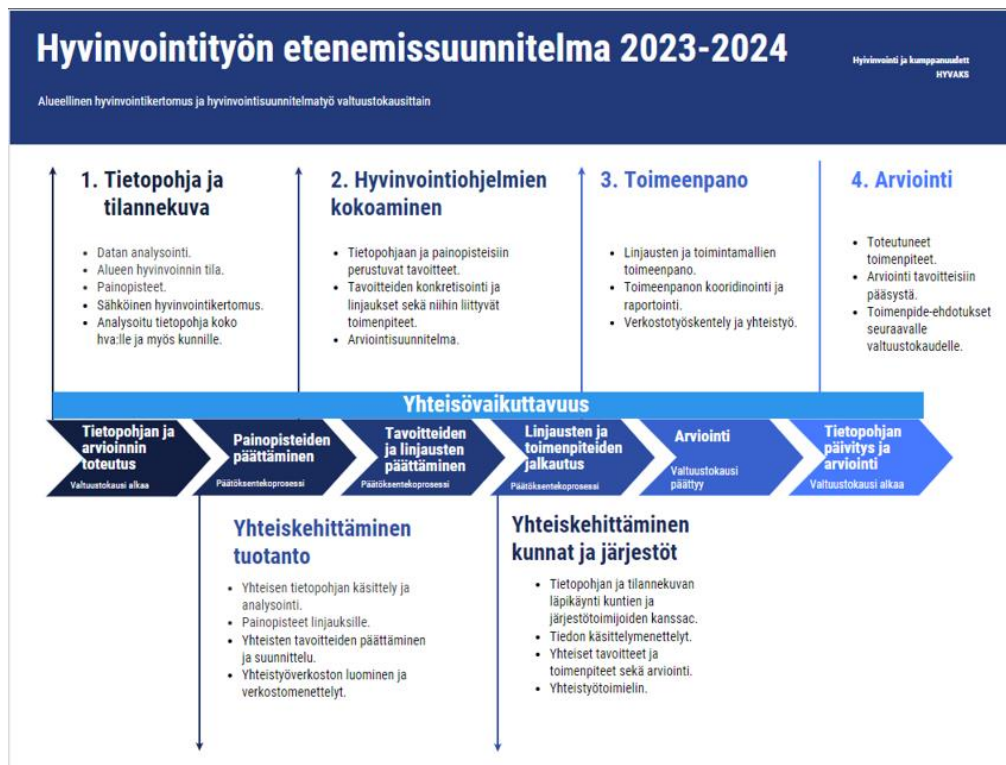 Hyvinvointityön etenemissuunnitelma 2023-2024
Hyivinvointi ja kumppanuudett
HYVAKS
Alueellinen hyvinvointikertomus ja hyvinvointisuunnitelmatyö valtuustokausittain
1. Tietopohja ja
tilannekuva
• Datan analysointi.
• Alueen hyvinvoinnin tila.
• Painopisteet.
• Sähköinen hyvinvointikertomus.
• Analysoitu tietopohja koko
hva:lle ja myös kunnille.
2. Hyvinvointiohjelmien
kokoaminen
• Tietopohjaan ja painopisteisiin
perustuvat tavoitteet.
• Tavoitteiden konkretisointi ja
linjaukset sekä niihin liittyvät
toimenpiteet.
• Arviointisuunnitelma.
3. Toimeenpano
• Linjausten ja toimintamallien
toimeenpano.
• Toimeenpanon kooridinointi ja
raportointi.
• Verkostotyöskentely ja yhteistyö.
4. Arviointi
• Toteutuneet
toimenpiteet.
• Arviointi tavoitteisiin
pääsystä.
• Toimenpide-ehdotukset
seuraavalle
valtuustokaudelle.
Yhteisövaikuttavuus
Tietopohjan ja
arvioinnin
toteutus
Valtuustokausi alkaa
Painopisteiden
päättäminen
Päätöksentekoprosessi
Tavoitteiden
ja linjausten
päättäminen
Päätöksentekoprosessi
Linjausten ja
toimenpiteiden
jalkautus
Päätöksentekoprosessi
Arviointi
Valtuustokausi
päättyy
Tietopohjan
päivitys ja
arviointi
Valtuustokausi alkaa
Yhteiskehittäminen
tuotanto
• Yhteisen tietopohjan käsittely ja
analysointi.
• Painopisteet linjauksille.
• Yhteisten tavoitteiden päättäminen
ja suunnittelu.
• Yhteistyöverkoston luominen ja
verkostomenettelyt.
Yhteiskehittäminen
kunnat ja järjestöt
• Tietopohjan ja tilannekuvan
läpikäynti kuntien ja
järjestötoimijoiden kanssac.
• Tiedon käsittelymenettelyt.
• Yhteiset tavoitteet ja
toimenpiteet sekä arviointi.
• Yhteistyötoimielin.